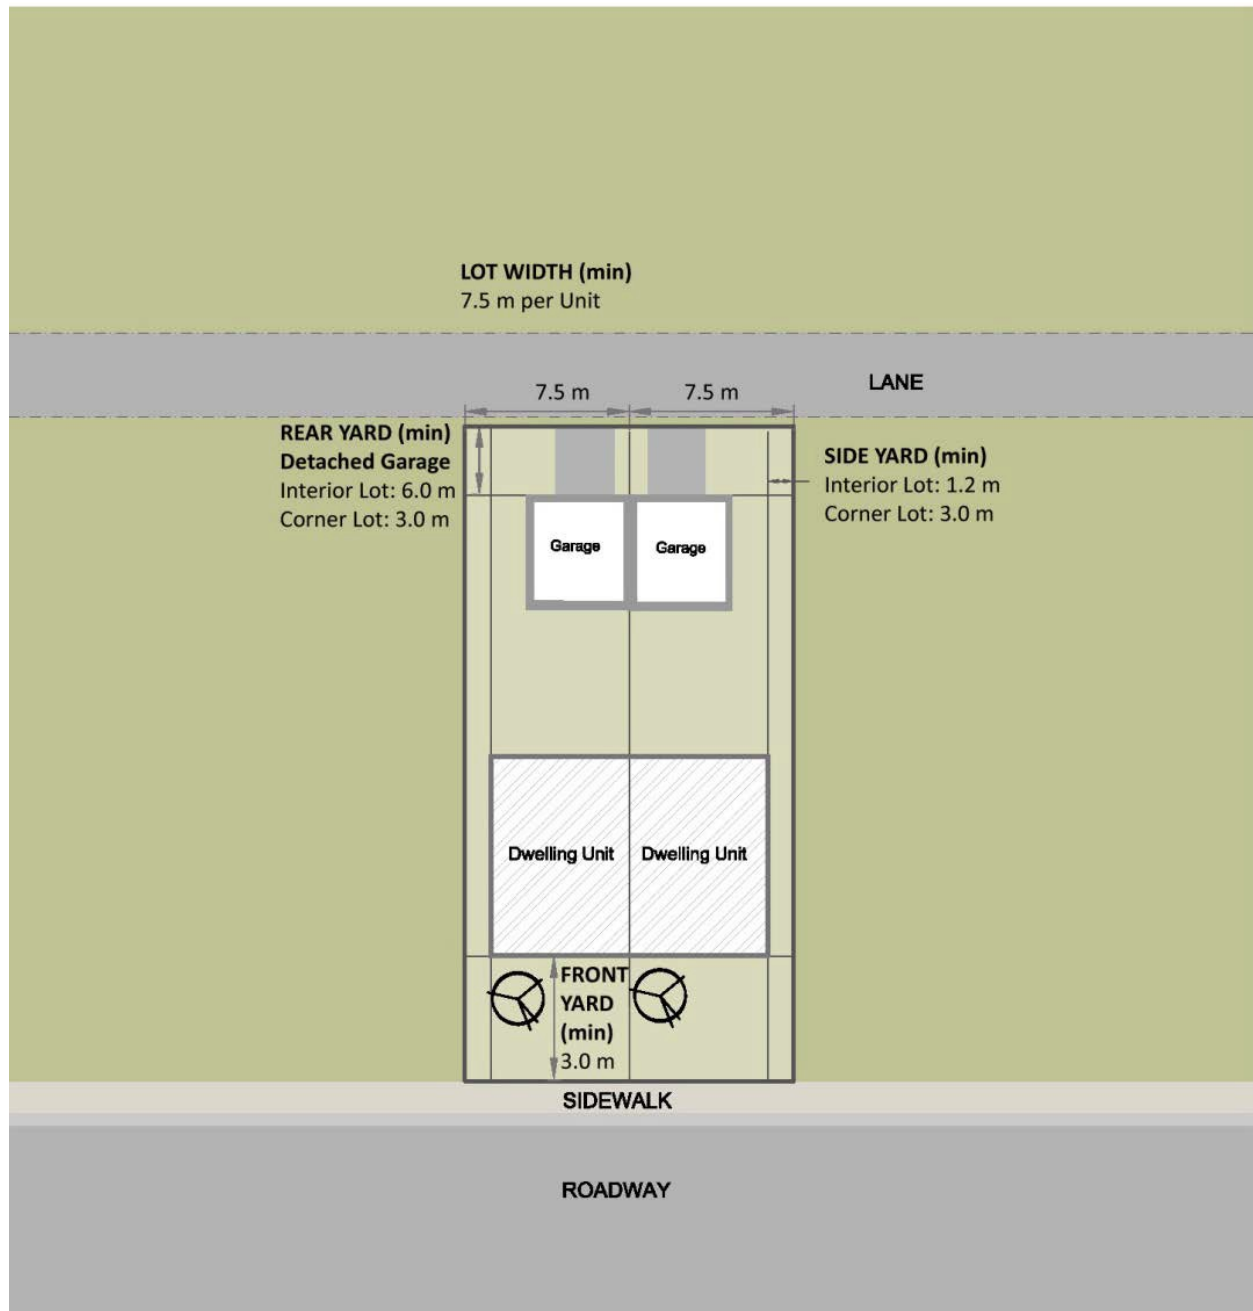 LOT WIDTH (min)
7.5 m per Unit
LANE
7.5 m
7.5 m
REAR YARD (min)
Detached Garage
Interior Lot: 6.0 m
Corner Lot: 3.0 m
SIDE YARD (min)
Interior Lot: 1.2 m
Corner Lot: 3.0 m
Garage
Garage
Dwelling Unit
Dwelling Unit
FRONT
YARD
(min)
3.0 m
SIDEWALK
ROADWAY